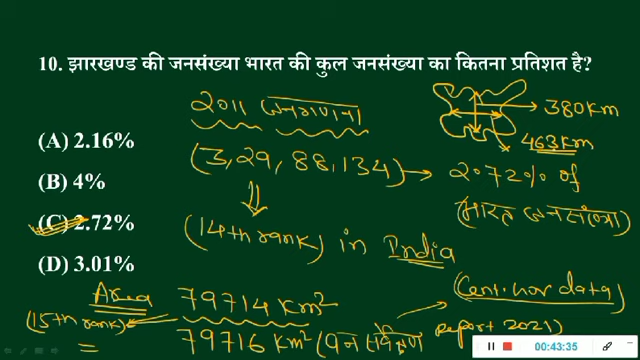 10. झारखण्ड की जनसंख्या भारत की कुल जनसंख्या का कितना प्रतिशत है?
2011 जनगणना
380Km
463Km
(A) 2.16%
(3,29,88,134) → 2.72% of
(B) 4%
(भारत जनसंख्या)
(C) 2.72%
(14th rank) in India
(D) 3.01%
Area
79714 Km²
(Cent. Gov data)
(15th rank)
79716 Km² (वन सर्वेक्षण report 2021)
=
00:43:35